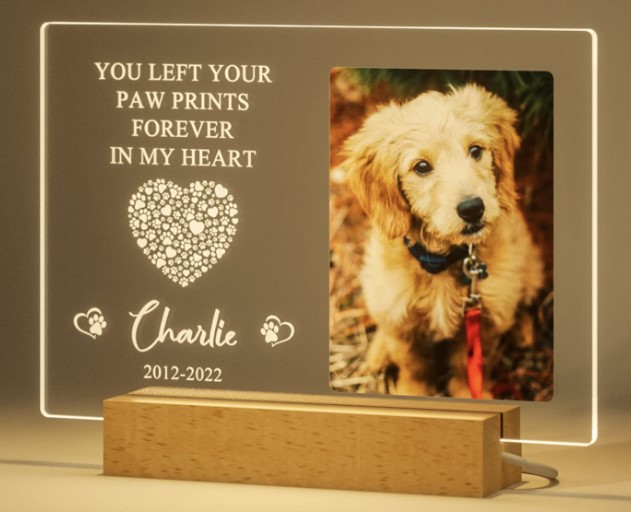 YOU LEFT YOUR
PAW PRINTS
FOREVER
IN MY HEART
Charlie
2012-2022